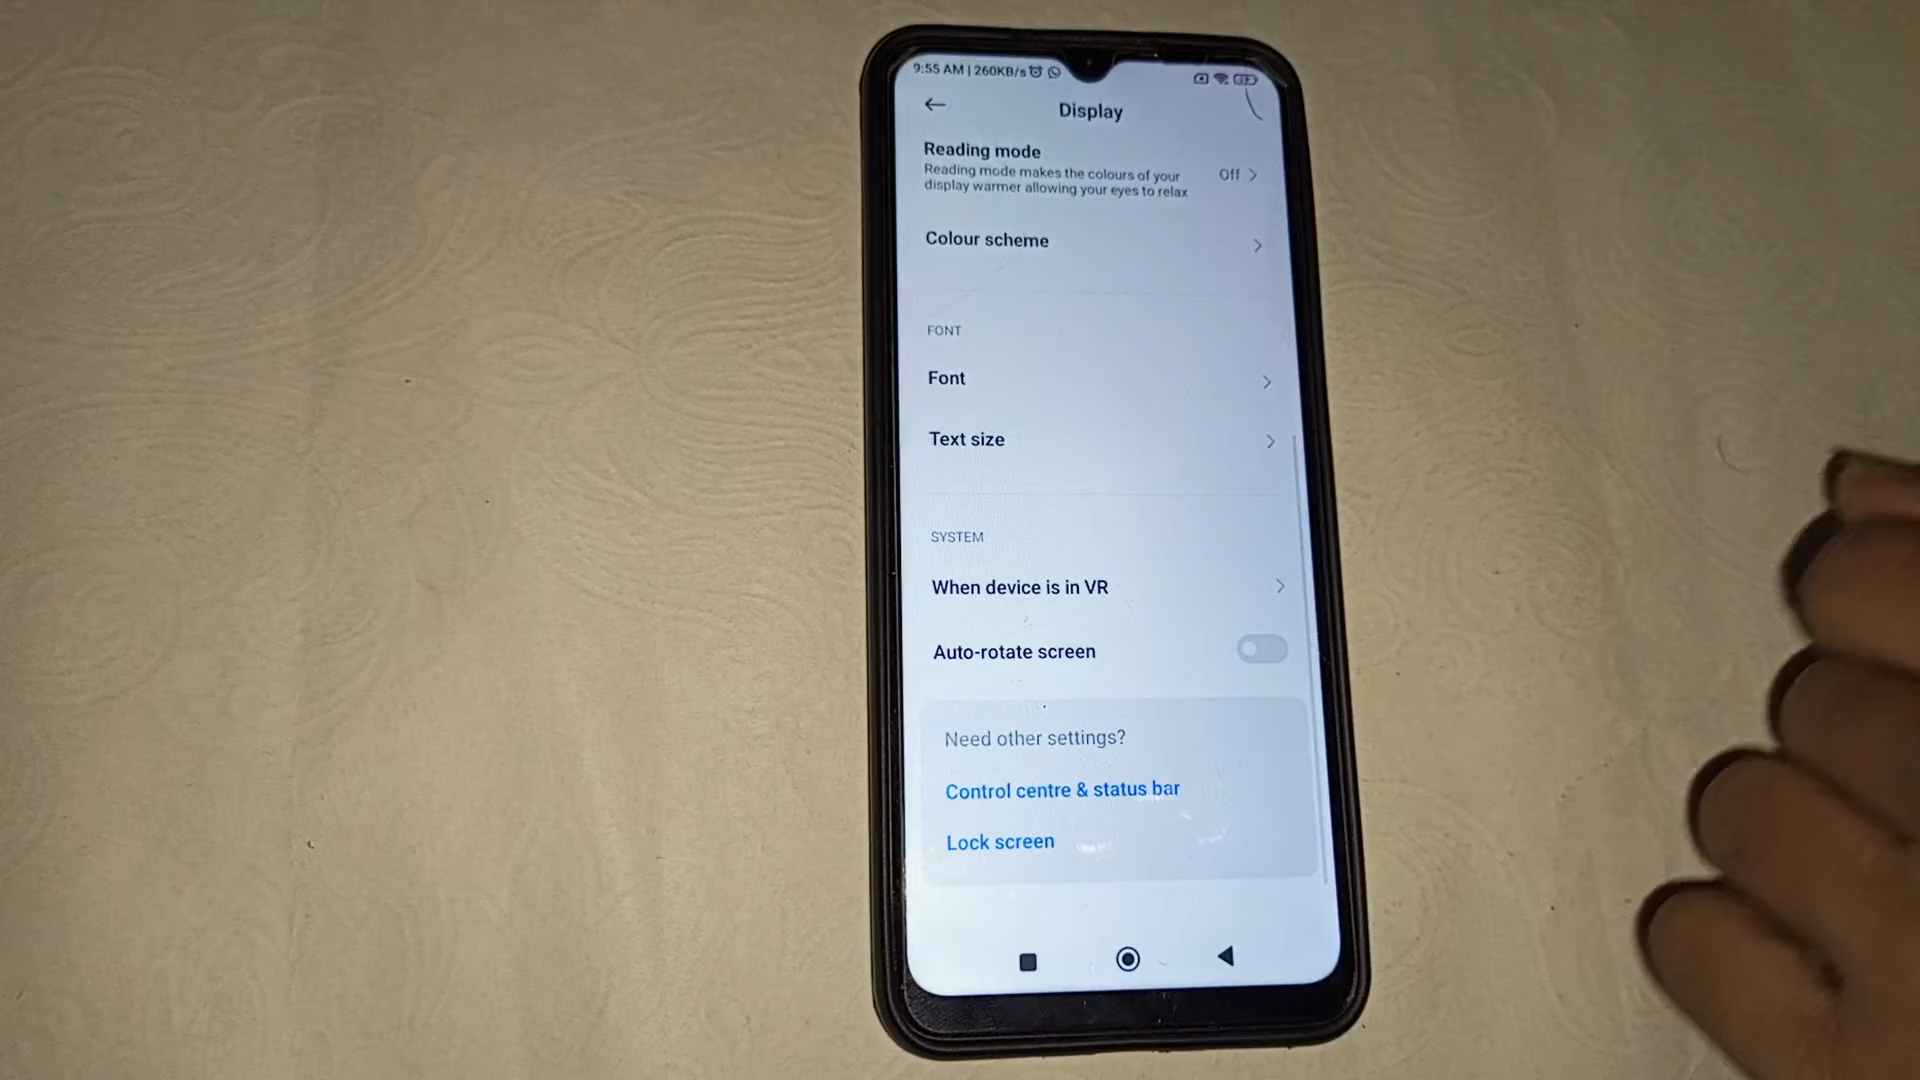 9:55 AM | 260KB/s
Display
Reading mode
Reading mode makes the colours of your
display warmer allowing your eyes to relax
Off
Colour scheme
FONT
Font
Text size
SYSTEM
When device is in VR
Auto-rotate screen
Need other settings?
Control centre & status bar
Lock screen